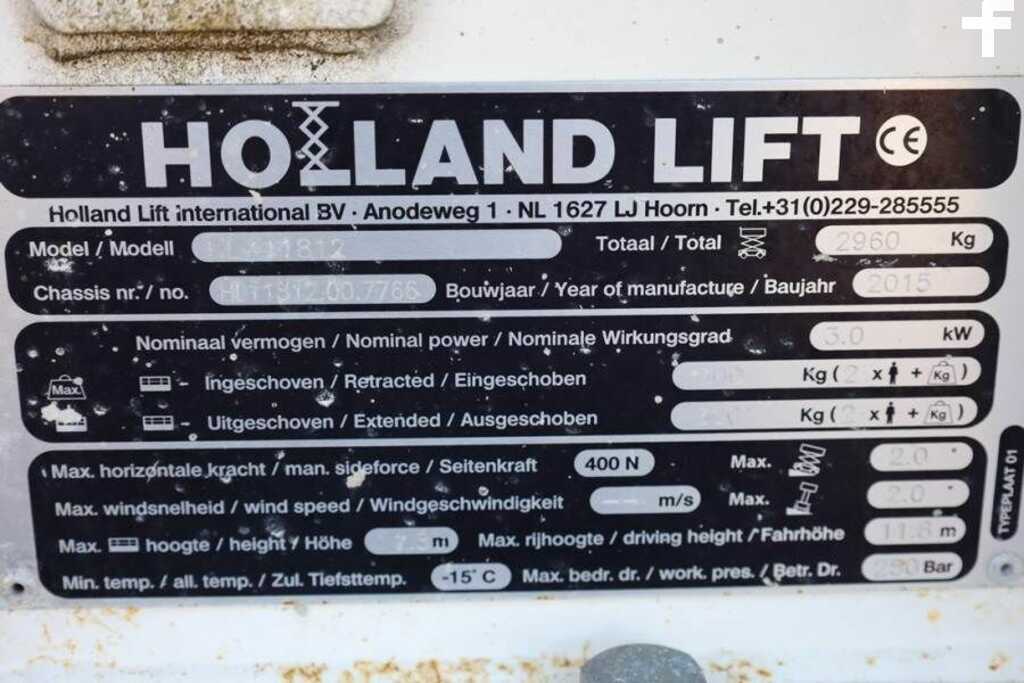 HOLLAND LIFT CE
Holland Lift international BV · Anodeweg 1 · NL 1627 LJ Hoorn · Tel.+31(0)229-285555
Model / Modell Totaal / Total 2960 Kg
Chassis nr. / no. Bouwjaar / Year of manufacture / Baujahr 2015
Nominaal vermogen / Nominal power / Nominale Wirkungsgrad 3.0 kW
Max. - Ingeschoven / Retracted / Eingeschoben Kg ( 2 x + Kg )
- Uitgeschoven / Extended / Ausgeschoben Kg ( 2 x + Kg )
Max. horizontale kracht / man. sideforce / Seitenkraft 400 N Max. 2.0
Max. windsnelheid / wind speed / Windgeschwindigkeit m/s Max. 2.0
Max. hoogte / height / Höhe m Max. rijhoogte / driving height / Fahrhöhe 11.8 m
Min. temp. / all. temp. / Zul. Tiefsttemp. -15° C Max. bedr. dr. / work. pres. / Betr. Dr. Bar
TYPEPLAAT 01